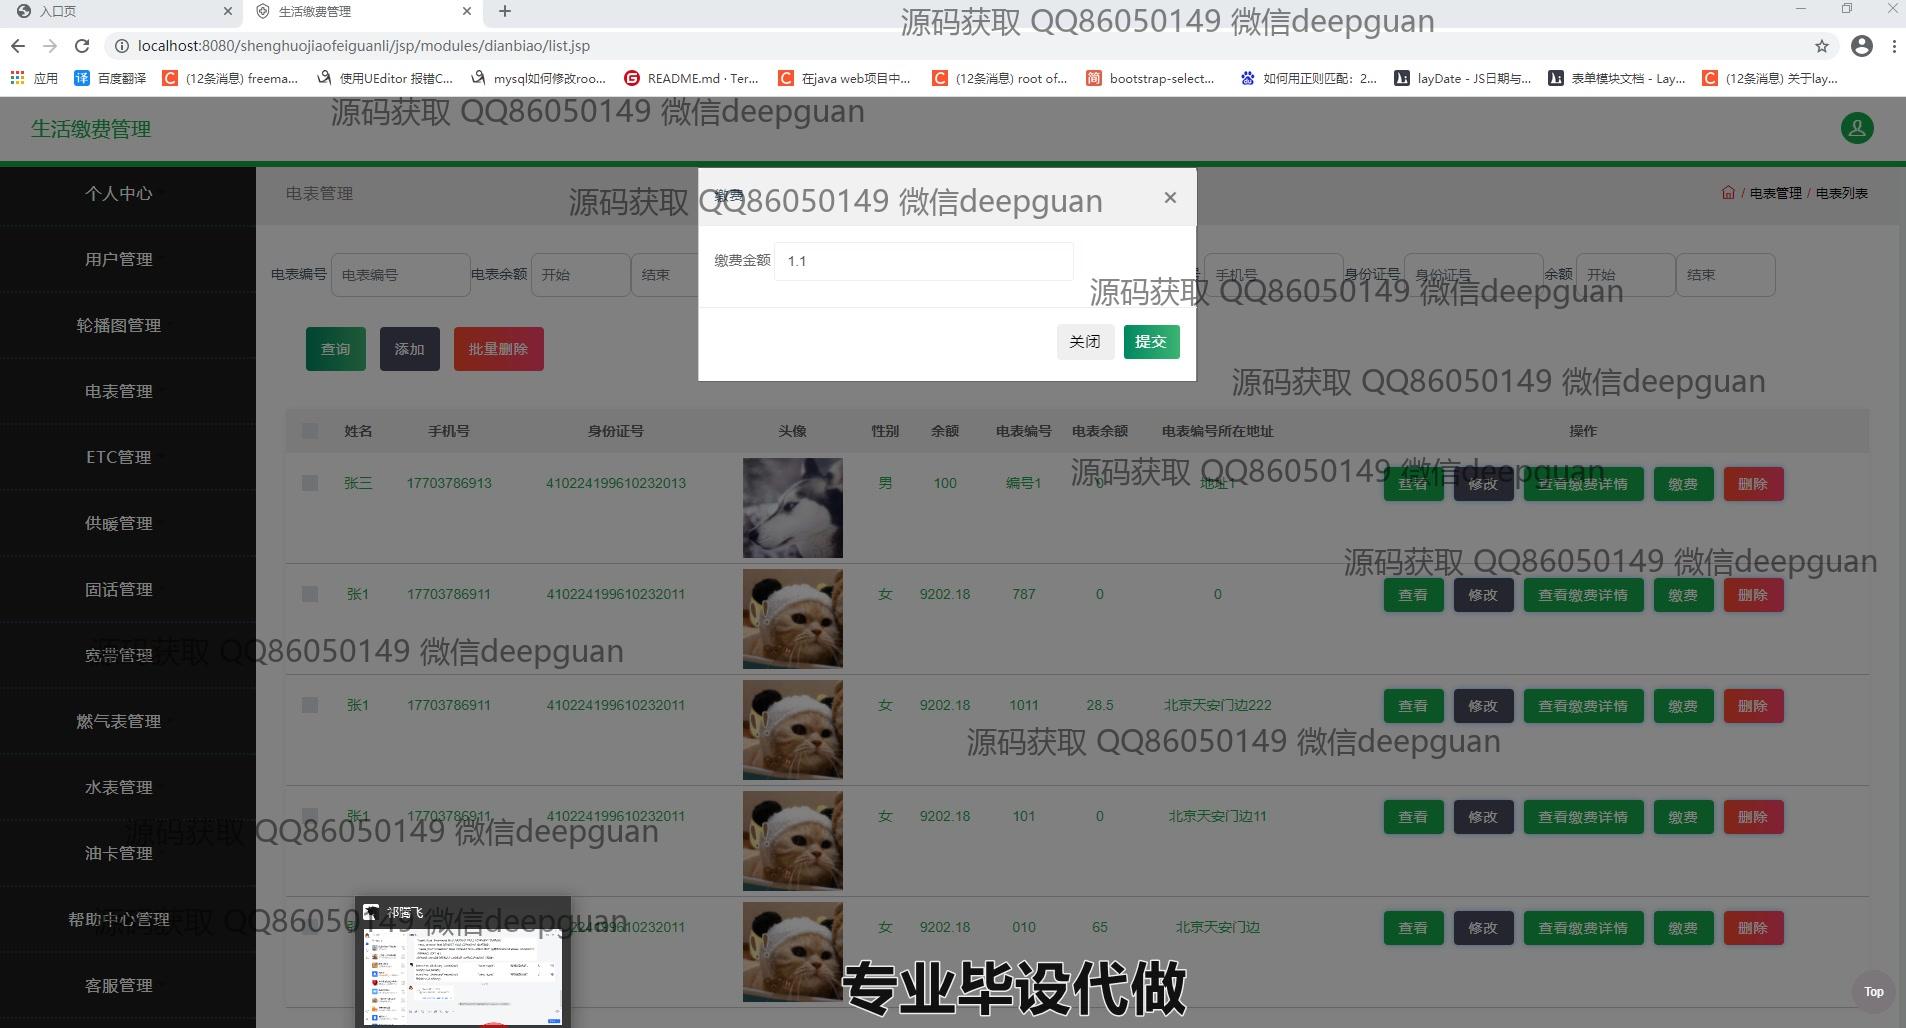 入口页
生活缴费管理
源码获取 QQ86050149 微信deepguan
localhost:8080/shenghuojiaofeiguanli/jsp/modules/dianbiao/list.jsp
应用 百度翻译 (12条消息) freema... 使用UEditor 报错C... mysql如何修改roo... README.md · Ter... 在java web项目中... (12条消息) root of... bootstrap-select... 如何用正则匹配：2... layDate - JS日期与... 表单模块文档 - Lay... (12条消息) 关于lay...
源码获取 QQ86050149 微信deepguan
生活缴费管理
个人中心
用户管理
轮播图管理
电表管理
ETC管理
供暖管理
固话管理
宽带管理
燃气表管理
水表管理
油卡管理
帮助中心管理
客服管理
电表管理
/ 电表管理 / 电表列表
缴费
源码获取 QQ86050149 微信deepguan
缴费金额 1.1
关闭 提交
电表编号 电表编号 电表余额 开始 结束 号 手机号 身份证号 身份证号 余额 开始 结束
源码获取 QQ86050149 微信deepguan
查询 添加 批量删除
源码获取 QQ86050149 微信deepguan
姓名 手机号 身份证号 头像 性别 余额 电表编号 电表余额 电表编号所在地址 操作
源码获取 QQ86050149 微信deepguan
张三 17703786913 410224199610232013 男 100 编号1 0 地址1 查看 修改 查看缴费详情 缴费 删除
源码获取 QQ86050149 微信deepguan
张1 17703786911 410224199610232011 女 9202.18 787 0 0 查看 修改 查看缴费详情 缴费 删除
源码获取 QQ86050149 微信deepguan
张1 17703786911 410224199610232011 女 9202.18 1011 28.5 北京天安门边222 查看 修改 查看缴费详情 缴费 删除
源码获取 QQ86050149 微信deepguan
张1 17703786911 410224199610232011 女 9202.18 101 0 北京天安门边11 查看 修改 查看缴费详情 缴费 删除
源码获取 QQ86050149 微信deepguan
源码获取 QQ86050149 微信deepguan
女 9202.18 010 65 北京天安门边 查看 修改 查看缴费详情 缴费 删除
祁腾飞
专业毕设代做
Top